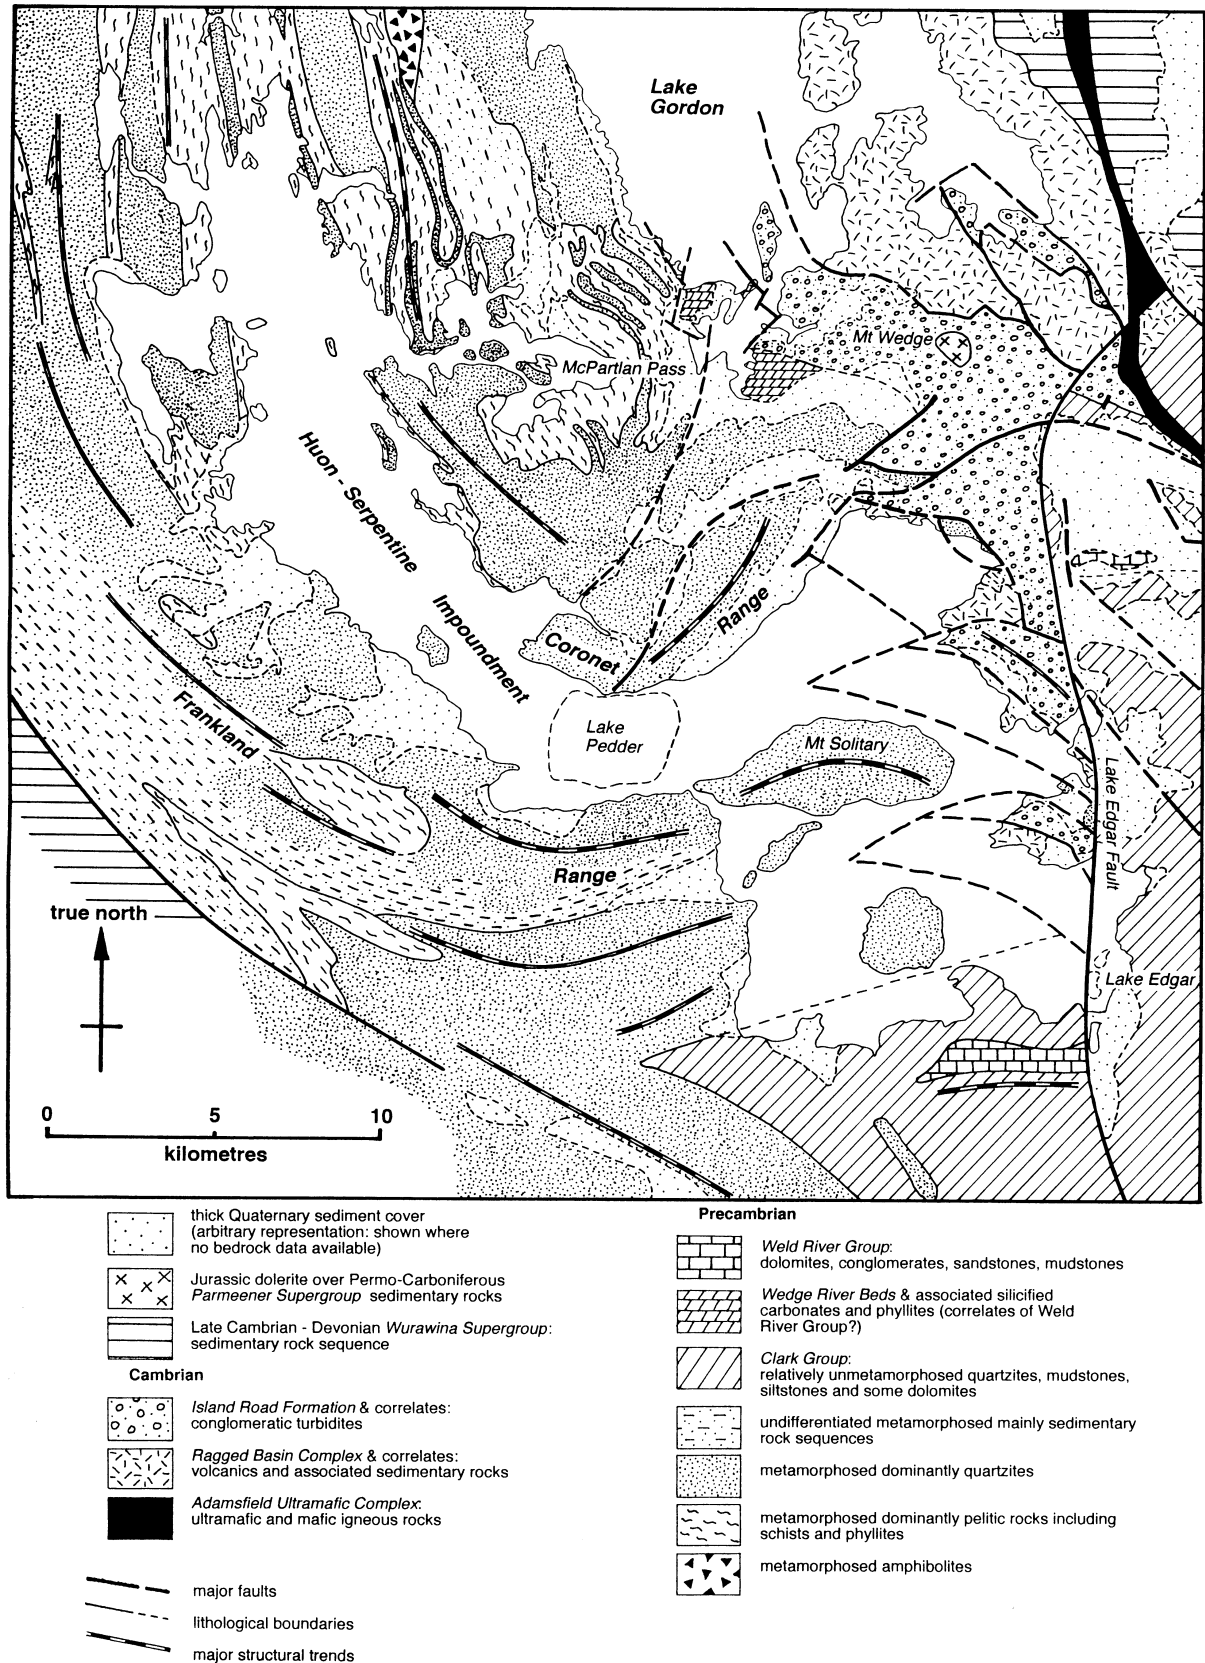 Lake
Gordon
Mt Wedge
McPartlan Pass
Huon - Serpentine
Impoundment
Coronet
Range
Frankland
Lake
Pedder
Mt Solitary
Lake Edgar Fault
Range
true north
Lake Edgar
0 5 10
kilometres
thick Quaternary sediment cover
(arbitrary representation: shown where
no bedrock data available)
Jurassic dolerite over Permo-Carboniferous
Parmeener Supergroup sedimentary rocks
Late Cambrian - Devonian Wurawina Supergroup:
sedimentary rock sequence
Cambrian
Island Road Formation & correlates:
conglomeratic turbidites
Ragged Basin Complex & correlates:
volcanics and associated sedimentary rocks
Adamsfield Ultramafic Complex:
ultramafic and mafic igneous rocks
major faults
lithological boundaries
major structural trends
Precambrian
Weld River Group:
dolomites, conglomerates, sandstones, mudstones
Wedge River Beds & associated silicified
carbonates and phyllites (correlates of Weld
River Group?)
Clark Group:
relatively unmetamorphosed quartzites, mudstones,
siltstones and some dolomites
undifferentiated metamorphosed mainly sedimentary
rock sequences
metamorphosed dominantly quartzites
metamorphosed dominantly pelitic rocks including
schists and phyllites
metamorphosed amphibolites